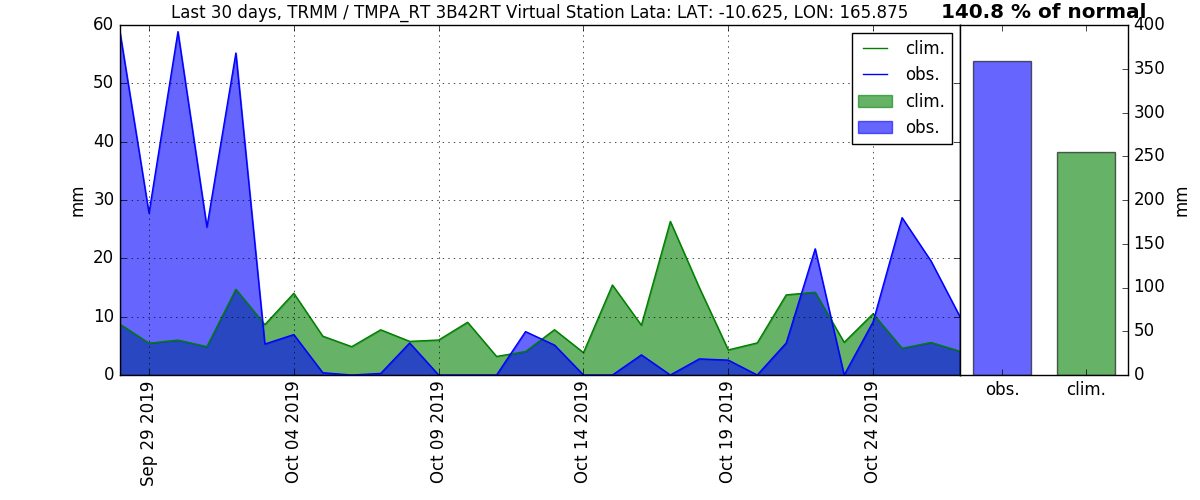 Last 30 days, TRMM / TMPA_RT 3B42RT Virtual Station Lata: LAT: -10.625, LON: 165.875
140.8 % of normal
60
50
40
30
20
10
0
mm
clim.
obs.
clim.
obs.
Sep 29 2019
Oct 04 2019
Oct 09 2019
Oct 14 2019
Oct 19 2019
Oct 24 2019
400
350
300
250
200
150
100
50
0
mm
obs.
clim.